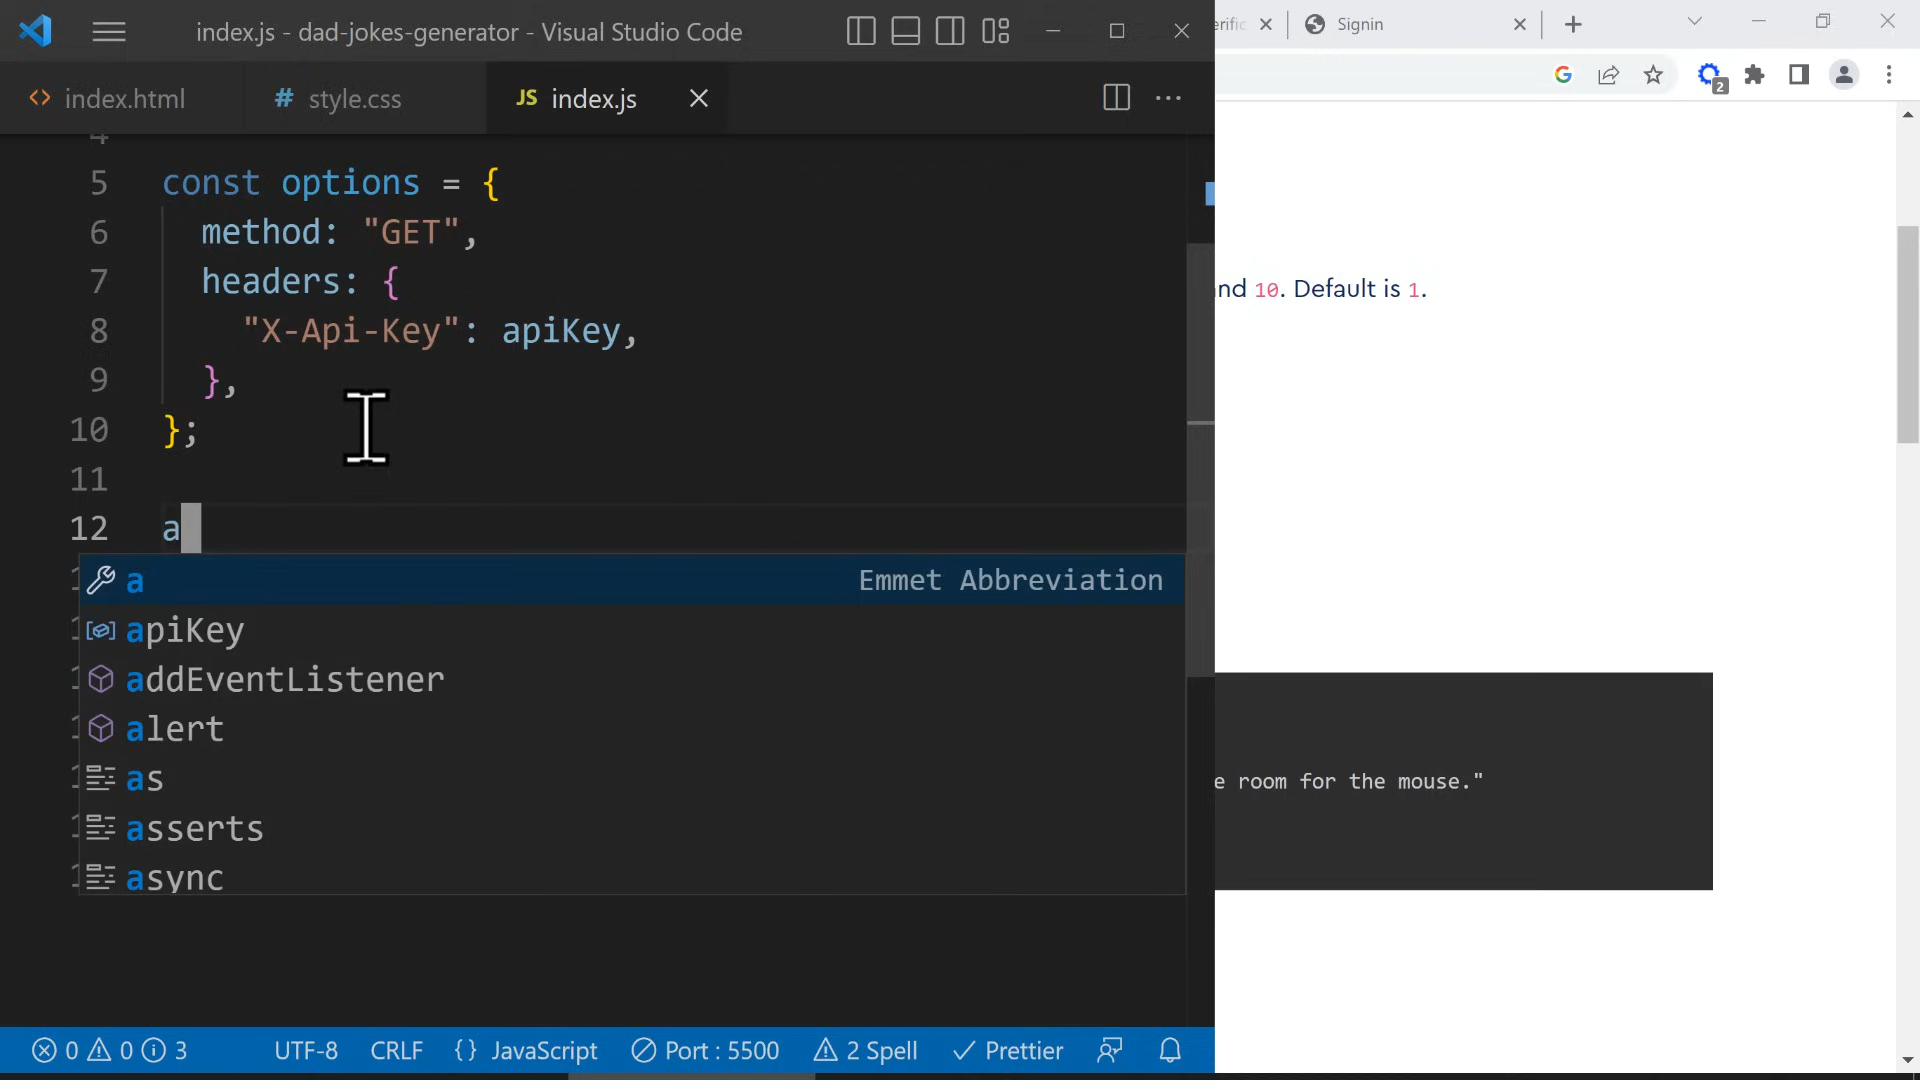 index.js - dad-jokes-generator - Visual Studio Code
index.html
# style.css
JS index.js
4
5 const options = {
6 method: "GET",
7 headers: {
8 "X-Api-Key": apiKey,
9 },
10 };
11
12 a
a Emmet Abbreviation
apiKey
addEventListener
alert
as
asserts
async
0 0 3 UTF-8 CRLF {} JavaScript Port : 5500 2 Spell Prettier
Signin
2
10. Default is 1.
room for the mouse."